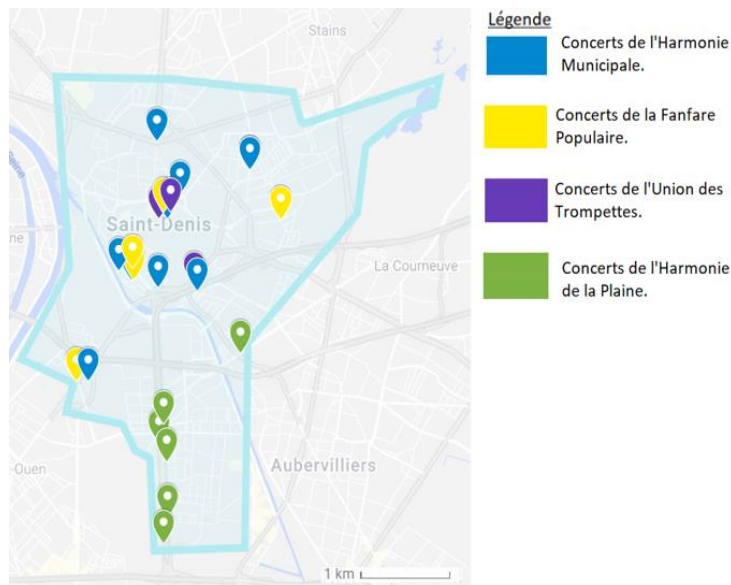 Stains
Seine
ne
Saint-Denis
La Courneuve
-Ouen
Aubervilliers
1 km
Légende
Concerts de l'Harmonie
Municipale.
Concerts de la Fanfare
Populaire.
Concerts de l'Union des
Trompettes.
Concerts de l'Harmonie
de la Plaine.